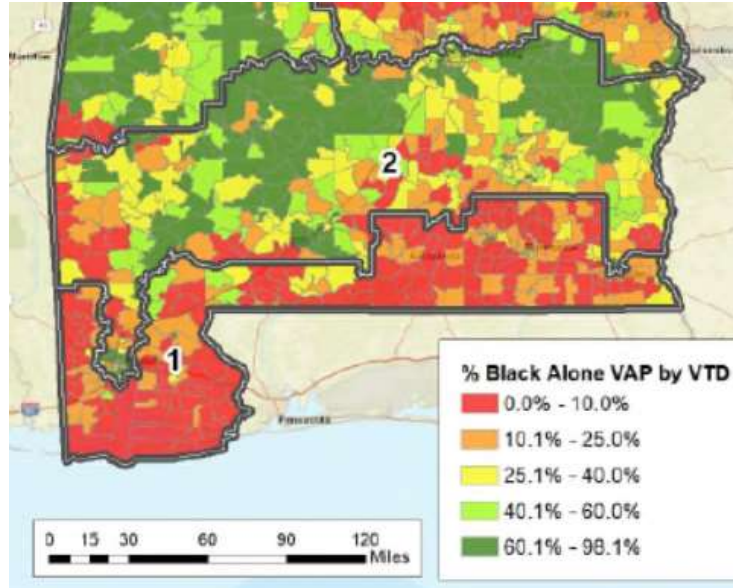 2
1
Pensacola
% Black Alone VAP by VTD
0.0% - 10.0%
10.1% - 25.0%
25.1% - 40.0%
40.1% - 60.0%
60.1% - 98.1%
0 15 30 60 90 120
Miles